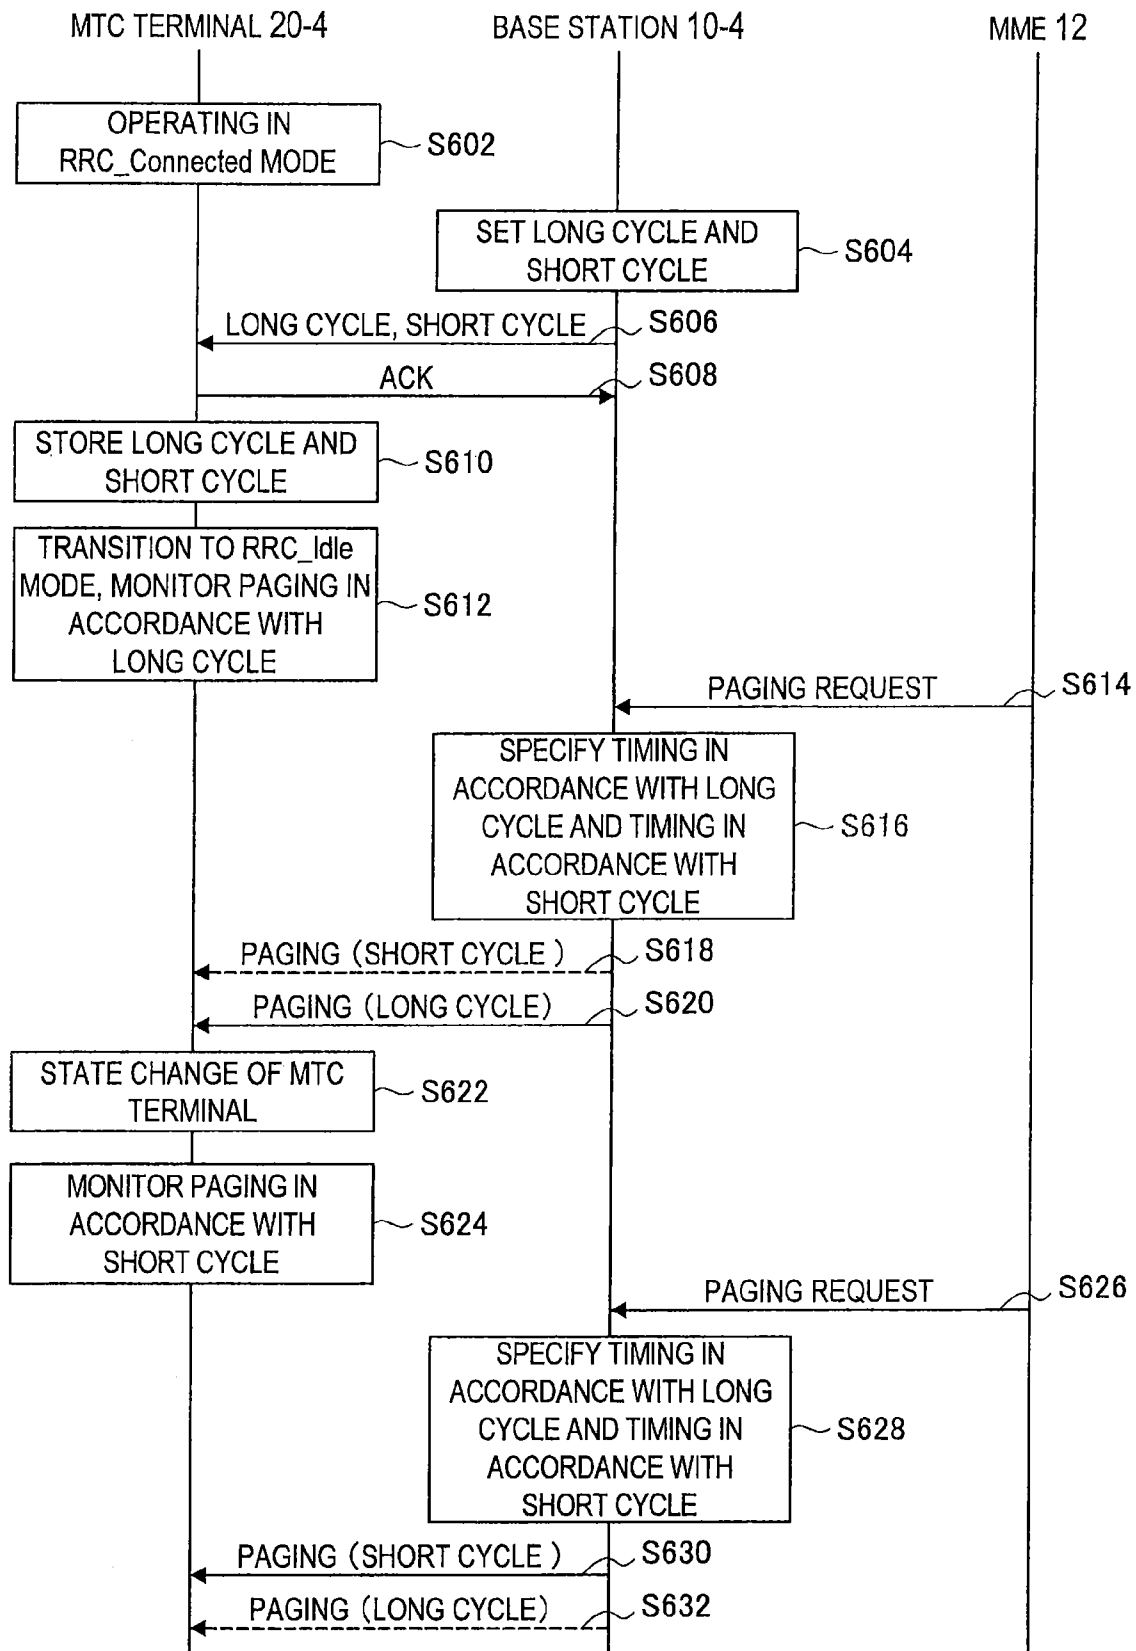 MTC TERMINAL 20-4
BASE STATION 10-4
MME 12
OPERATING IN
RRC_Connected MODE
S602
SET LONG CYCLE AND
SHORT CYCLE
S604
LONG CYCLE, SHORT CYCLE
S606
ACK
S608
STORE LONG CYCLE AND
SHORT CYCLE
S610
TRANSITION TO RRC_Idle
MODE, MONITOR PAGING IN
ACCORDANCE WITH
LONG CYCLE
S612
PAGING REQUEST
S614
SPECIFY TIMING IN
ACCORDANCE WITH LONG
CYCLE AND TIMING IN
ACCORDANCE WITH
SHORT CYCLE
S616
PAGING (SHORT CYCLE )
S618
PAGING (LONG CYCLE)
S620
STATE CHANGE OF MTC
TERMINAL
S622
MONITOR PAGING IN
ACCORDANCE WITH
SHORT CYCLE
S624
PAGING REQUEST
S626
SPECIFY TIMING IN
ACCORDANCE WITH LONG
CYCLE AND TIMING IN
ACCORDANCE WITH
SHORT CYCLE
S628
PAGING (SHORT CYCLE )
S630
PAGING (LONG CYCLE)
S632